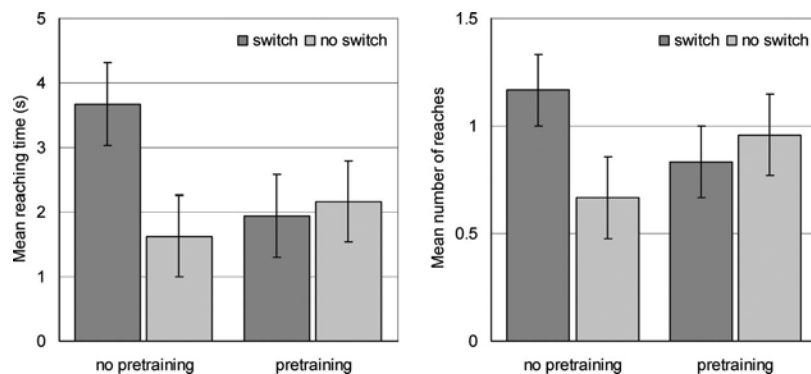 5
4
3
2
1
0
Mean reaching time (s)
switch no switch
no pretraining pretraining
1.5
1
0.5
0
Mean number of reaches
switch no switch
no pretraining pretraining